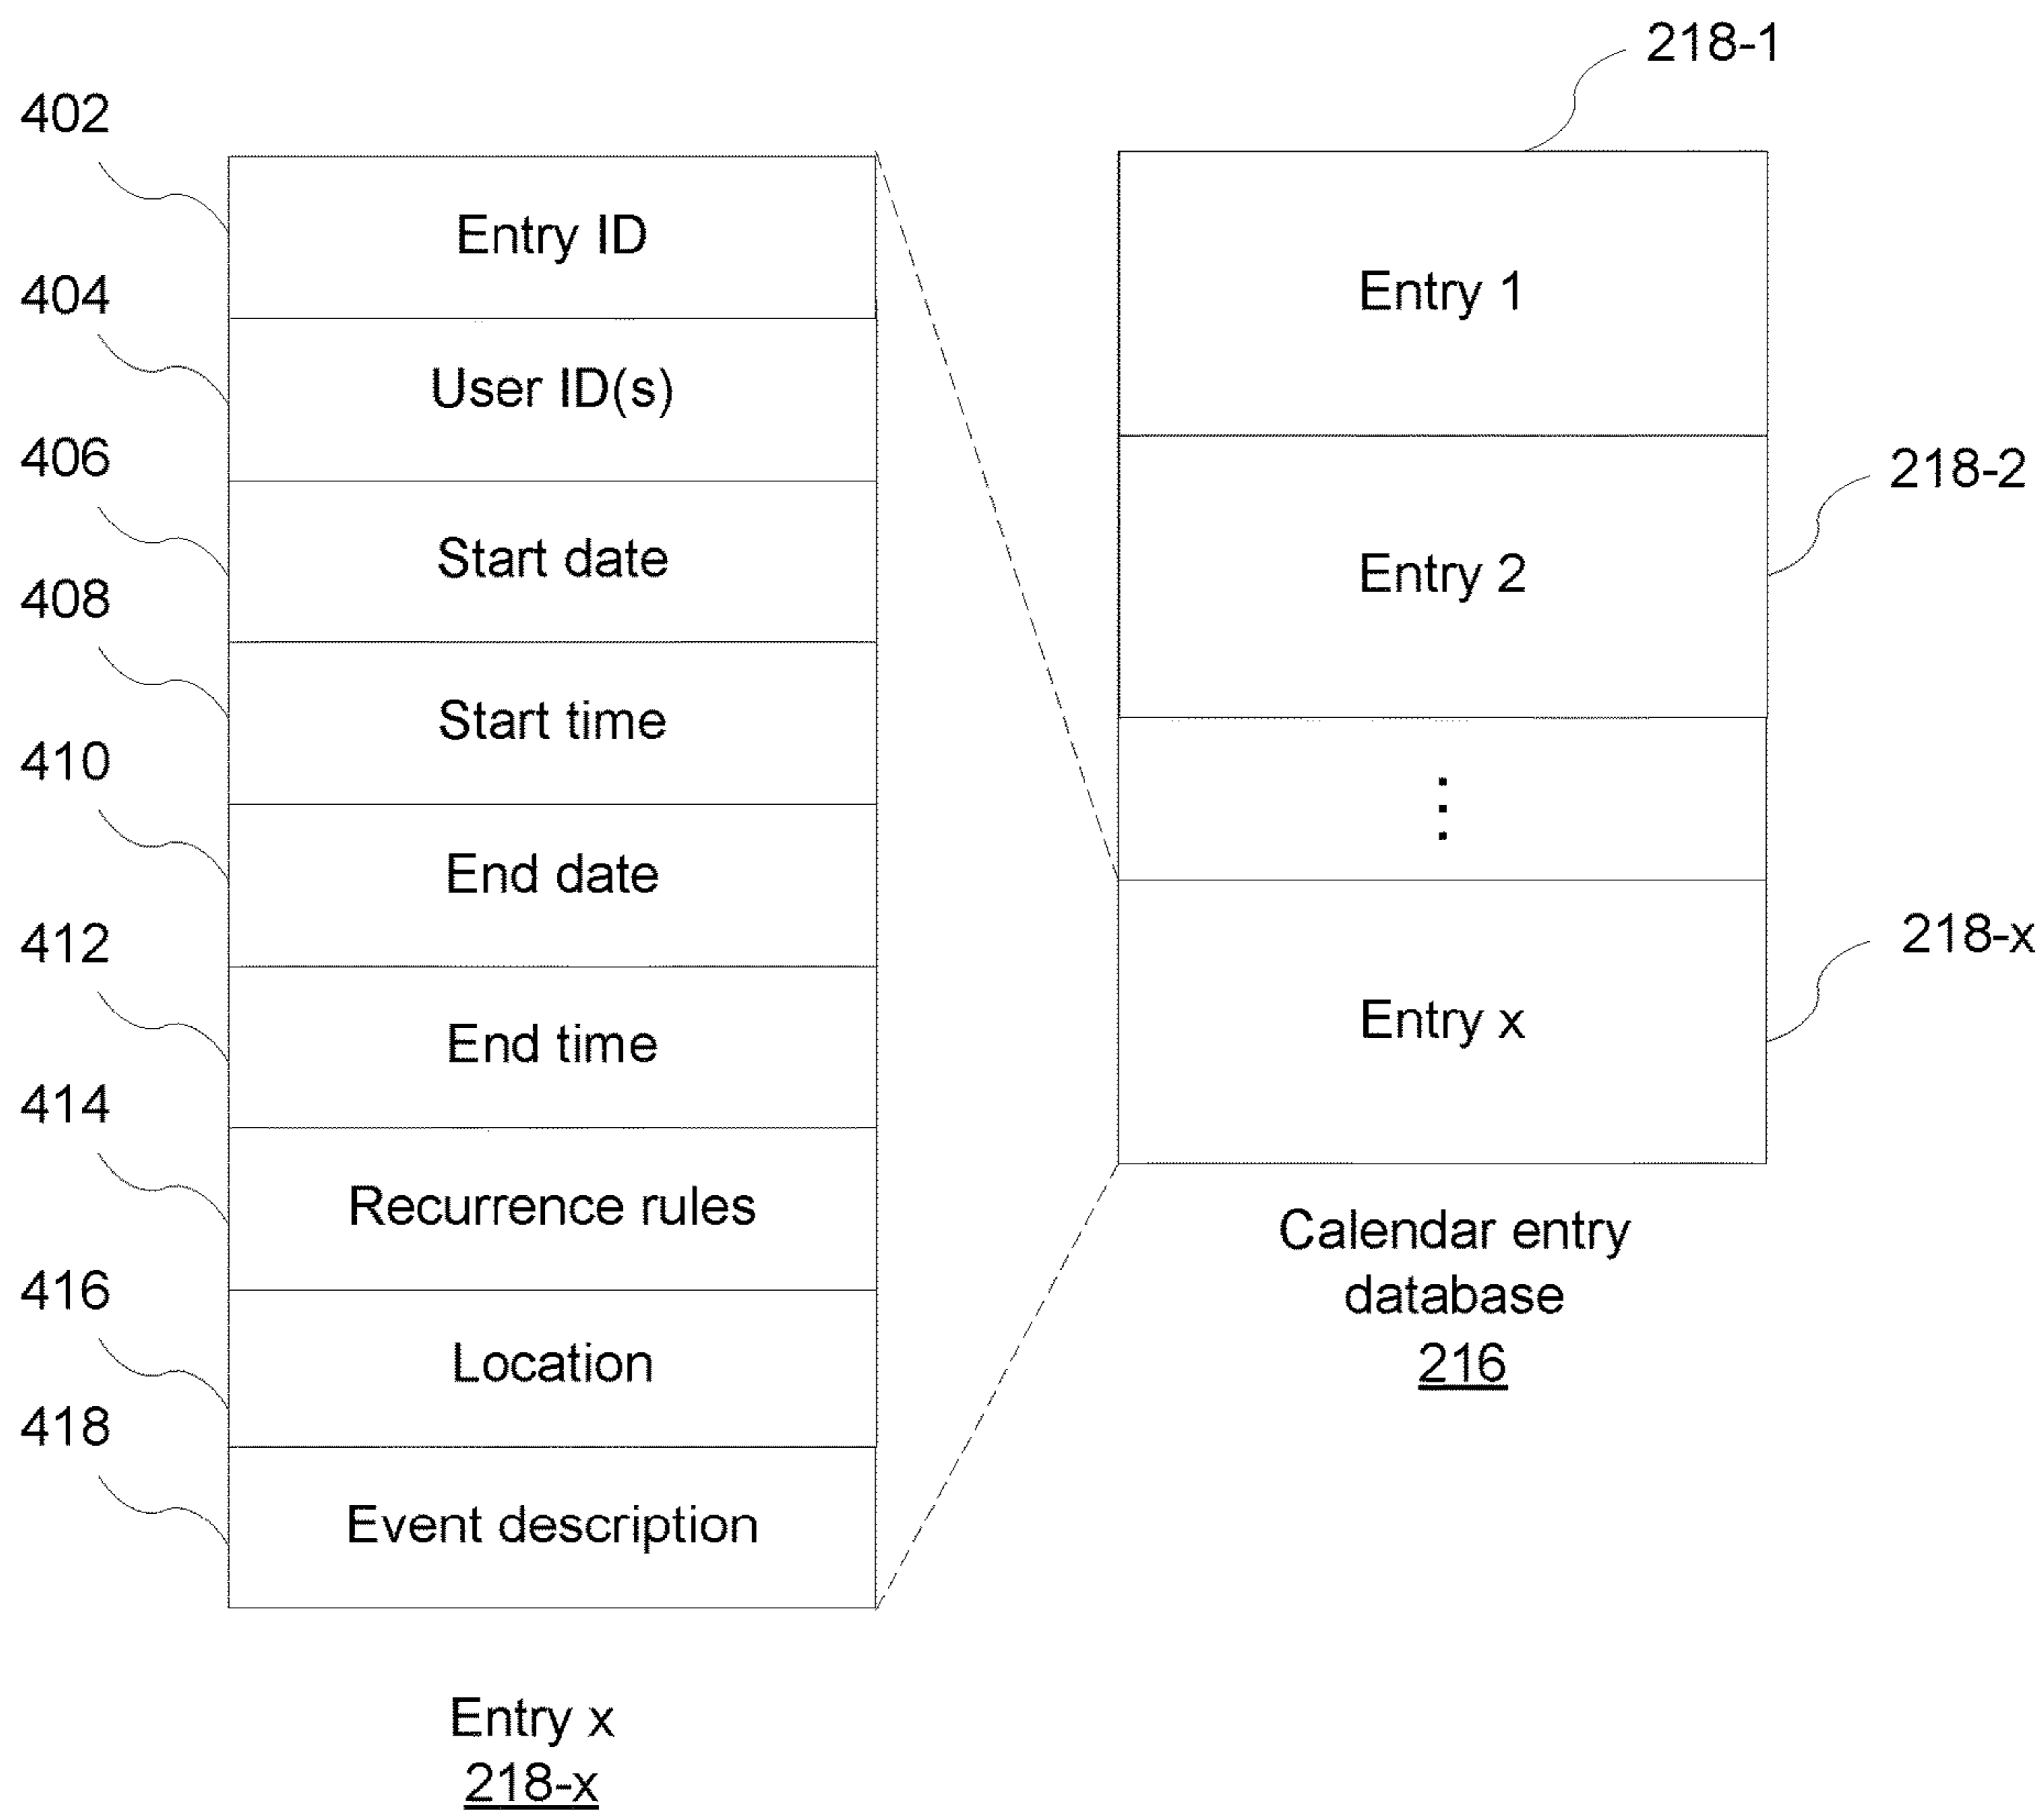 218-1
402
Entry ID
404
User ID(s)
406
Start date
408
Start time
410
End date
412
End time
414
Recurrence rules
416
Location
418
Event description
Entry x
218-x
Entry 1
218-2
Entry 2
⋮
218-x
Entry x
Calendar entry
database
216